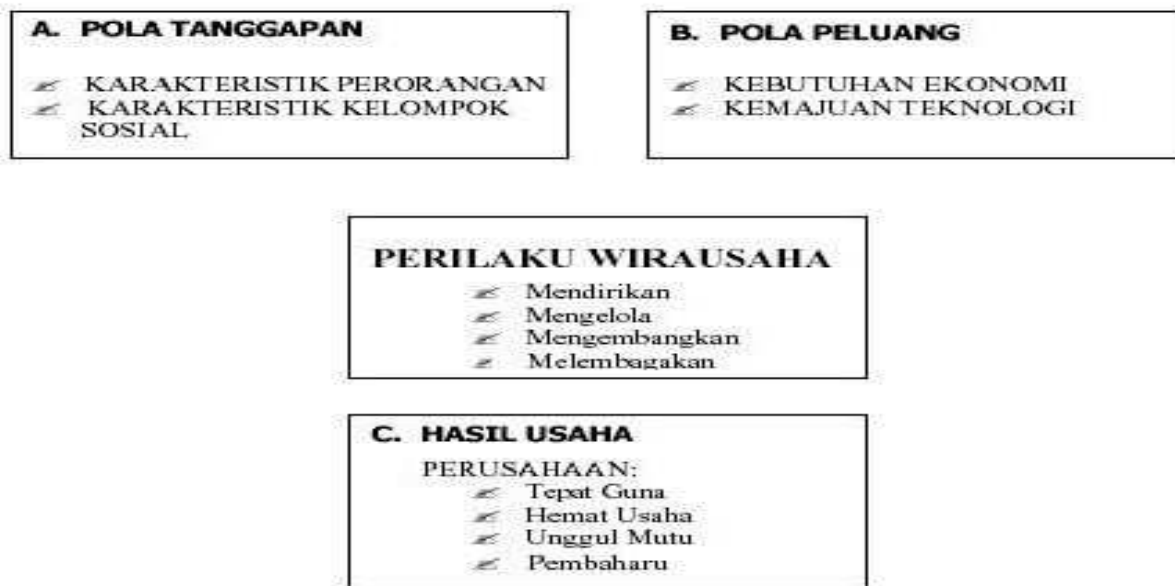 A. POLA TANGGAPAN
KARAKTERISTIK PERORANGAN
KARAKTERISTIK KELOMPOK
SOSIAL
B. POLA PELUANG
KEBUTUHAN EKONOMI
KEMAJUAN TEKNOLOGI
PERILAKU WIRAUSAHA
Mendirikan
Mengelola
Mengembangkan
Melembagakan
C. HASIL USAHA
PERUSAHAAN:
Tepat Guna
Hemat Usaha
Unggul Mutu
Pembaharu